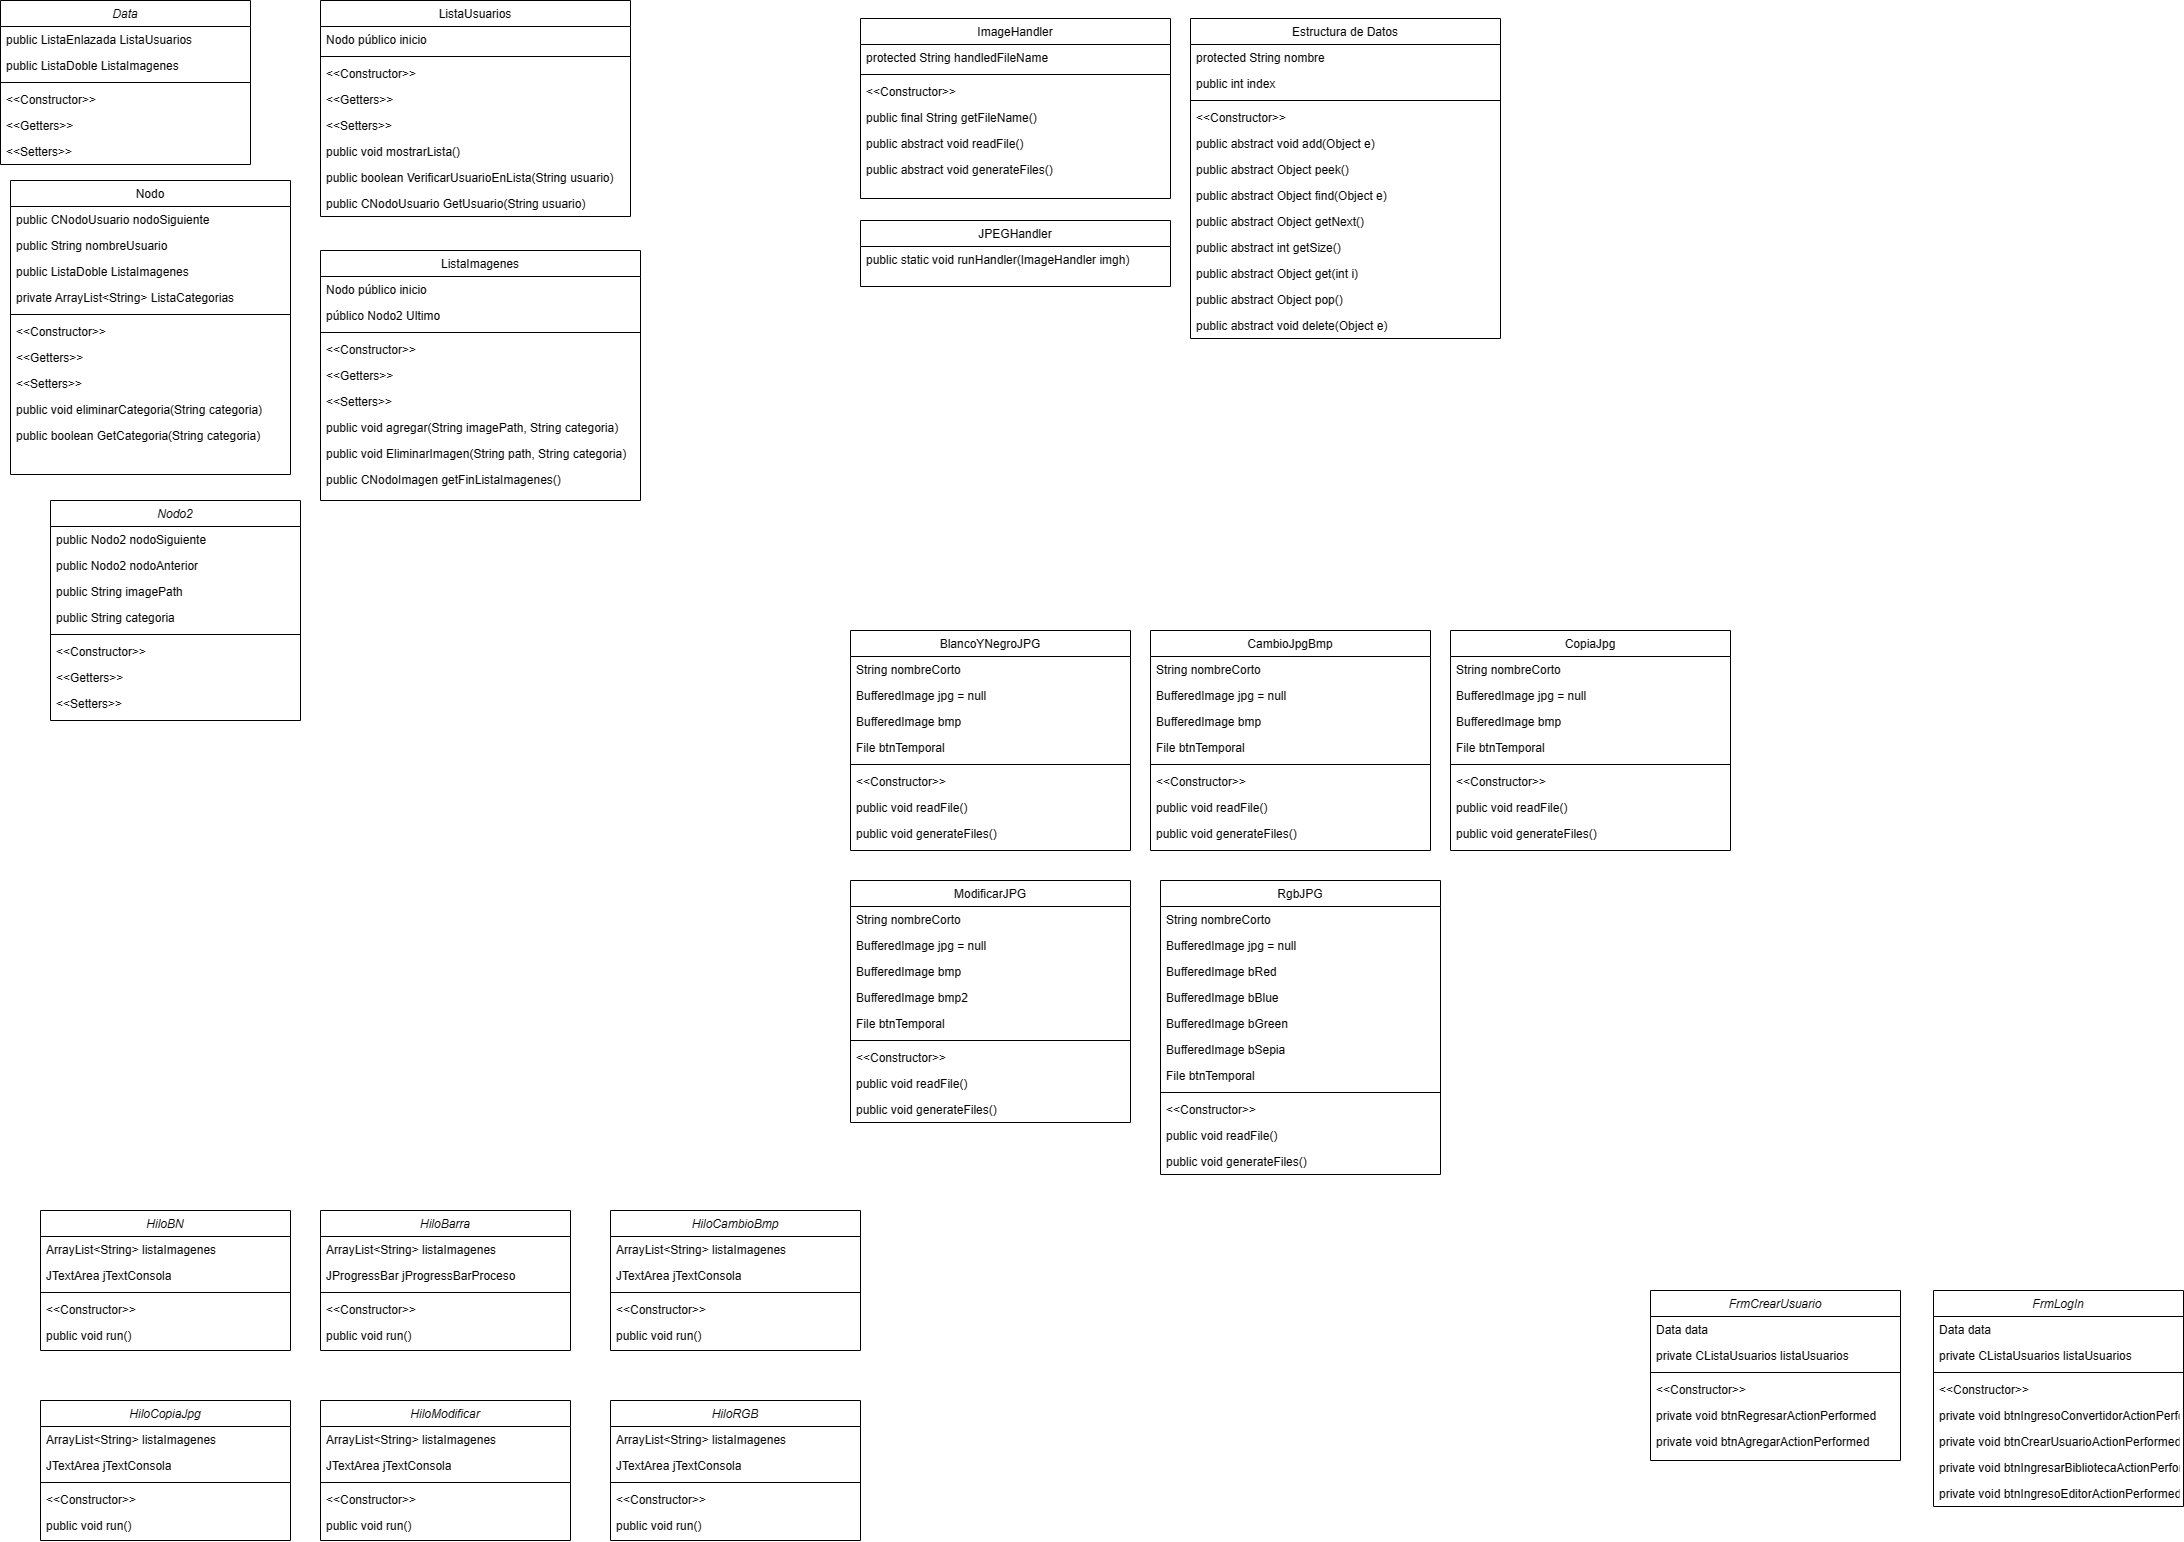 Data
public ListaEnlazada ListaUsuarios
public ListaDoble ListaImagenes
<<Constructor>>
<<Getters>>
<<Setters>>
ListaUsuarios
Nodo público inicio
<<Constructor>>
<<Getters>>
<<Setters>>
public void mostrarLista()
public boolean VerificarUsuarioEnLista(String usuario)
public CNodoUsuario GetUsuario(String usuario)
ImageHandler
protected String handledFileName
<<Constructor>>
public final String getFileName()
public abstract void readFile()
public abstract void generateFiles()
Estructura de Datos
protected String nombre
public int index
<<Constructor>>
public abstract void add(Object e)
public abstract Object peek()
public abstract Object find(Object e)
public abstract Object getNext()
public abstract int getSize()
public abstract Object get(int i)
public abstract Object pop()
public abstract void delete(Object e)
Nodo
public CNodoUsuario nodoSiguiente
public String nombreUsuario
public ListaDoble ListaImagenes
private ArrayList<String> ListaCategorias
<<Constructor>>
<<Getters>>
<<Setters>>
public void eliminarCategoria(String categoria)
public boolean GetCategoria(String categoria)
JPEGHandler
public static void runHandler(ImageHandler imgh)
ListaImagenes
Nodo público inicio
público Nodo2 Ultimo
<<Constructor>>
<<Getters>>
<<Setters>>
public void agregar(String imagePath, String categoria)
public void EliminarImagen(String path, String categoria)
public CNodoImagen getFinListaImagenes()
Nodo2
public Nodo2 nodoSiguiente
public Nodo2 nodoAnterior
public String imagePath
public String categoria
<<Constructor>>
<<Getters>>
<<Setters>>
BlancoYNegroJPG
String nombreCorto
BufferedImage jpg = null
BufferedImage bmp
File btnTemporal
<<Constructor>>
public void readFile()
public void generateFiles()
CambioJpgBmp
String nombreCorto
BufferedImage jpg = null
BufferedImage bmp
File btnTemporal
<<Constructor>>
public void readFile()
public void generateFiles()
CopiaJpg
String nombreCorto
BufferedImage jpg = null
BufferedImage bmp
File btnTemporal
<<Constructor>>
public void readFile()
public void generateFiles()
ModificarJPG
String nombreCorto
BufferedImage jpg = null
BufferedImage bmp
BufferedImage bmp2
File btnTemporal
<<Constructor>>
public void readFile()
public void generateFiles()
RgbJPG
String nombreCorto
BufferedImage jpg = null
BufferedImage bRed
BufferedImage bBlue
BufferedImage bGreen
BufferedImage bSepia
File btnTemporal
<<Constructor>>
public void readFile()
public void generateFiles()
HiloBN
ArrayList<String> listaImagenes
JTextArea jTextConsola
<<Constructor>>
public void run()
HiloBarra
ArrayList<String> listaImagenes
JProgressBar jProgressBarProceso
<<Constructor>>
public void run()
HiloCambioBmp
ArrayList<String> listaImagenes
JTextArea jTextConsola
<<Constructor>>
public void run()
HiloCopiaJpg
ArrayList<String> listaImagenes
JTextArea jTextConsola
<<Constructor>>
public void run()
HiloModificar
ArrayList<String> listaImagenes
JTextArea jTextConsola
<<Constructor>>
public void run()
HiloRGB
ArrayList<String> listaImagenes
JTextArea jTextConsola
<<Constructor>>
public void run()
FrmCrearUsuario
Data data
private CListaUsuarios listaUsuarios
<<Constructor>>
private void btnRegresarActionPerformed
private void btnAgregarActionPerformed
FrmLogIn
Data data
private CListaUsuarios listaUsuarios
<<Constructor>>
private void btnIngresoConvertidorActionPerf
private void btnCrearUsuarioActionPerformed
private void btnIngresarBibliotecaActionPerfo
private void btnIngresoEditorActionPerformed